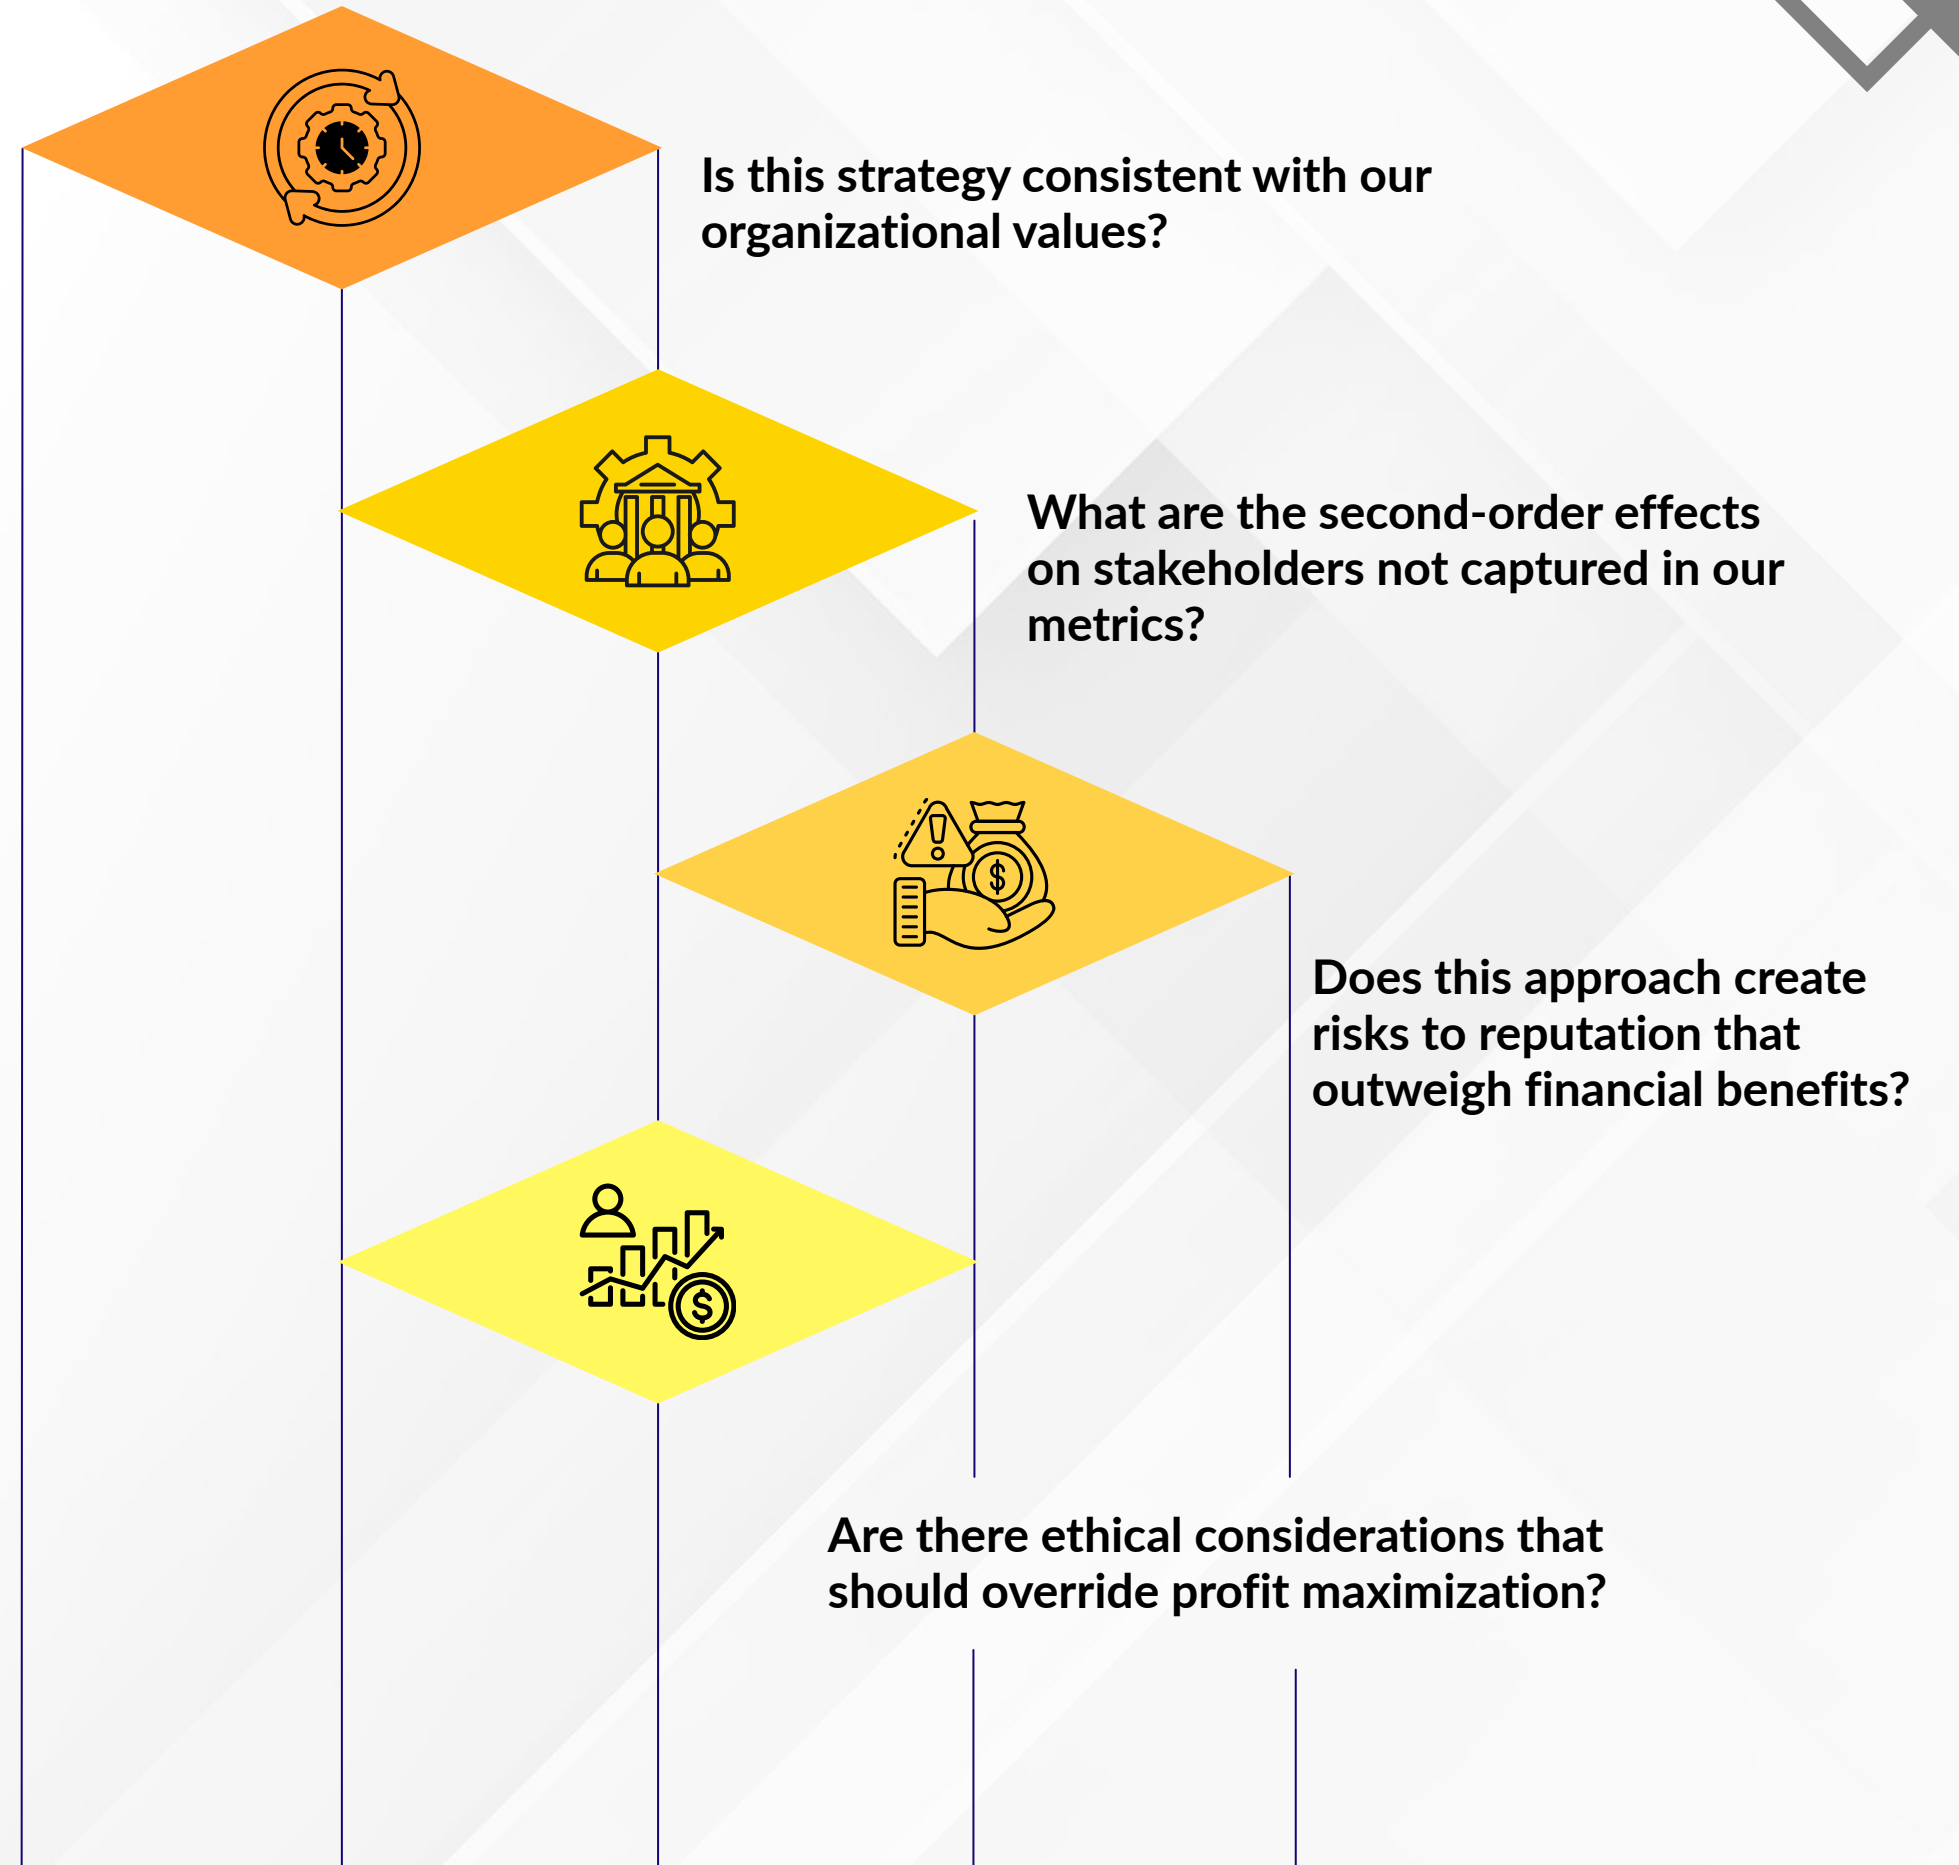 Is this strategy consistent with our
organizational values?
What are the second-order effects
on stakeholders not captured in our
metrics?
$
Does this approach create
risks to reputation that
outweigh financial benefits?
$
Are there ethical considerations that
should override profit maximization?